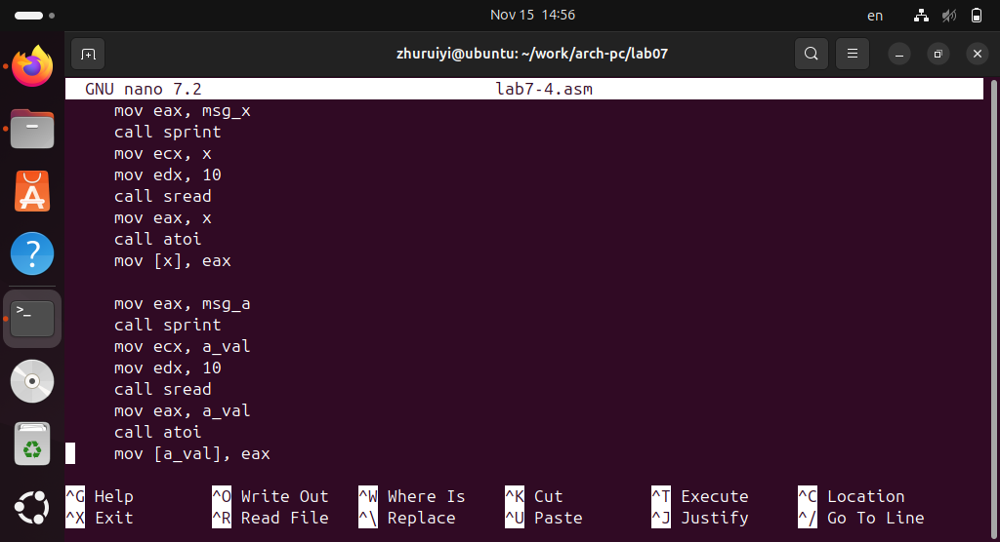 Nov 15 14:56
en
zhuruiyi@ubuntu: ~/work/arch-pc/lab07
GNU nano 7.2 lab7-4.asm
mov eax, msg_x
call sprint
mov ecx, x
mov edx, 10
call sread
mov eax, x
call atoi
mov [x], eax
mov eax, msg_a
call sprint
mov ecx, a_val
mov edx, 10
call sread
mov eax, a_val
call atoi
mov [a_val], eax
^G Help ^O Write Out ^W Where Is ^K Cut ^T Execute ^C Location
^X Exit ^R Read File ^\ Replace ^U Paste ^J Justify ^/ Go To Line